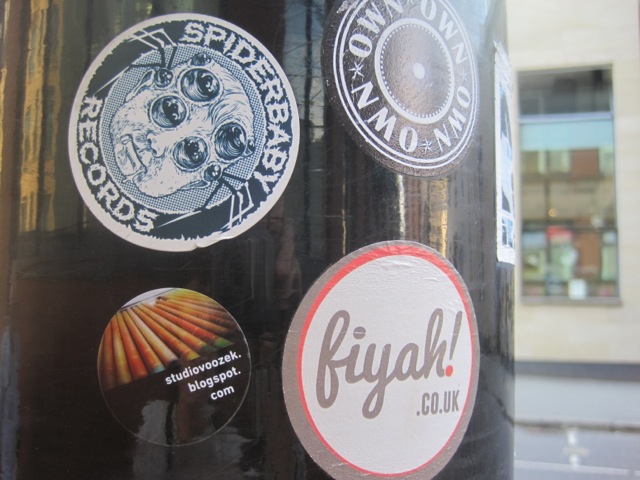 SPIDERBABY
RECORDS
OWN OWN OWN OWN
studiovoozek.
blogspot.
com
fiyah!
.CO.UK